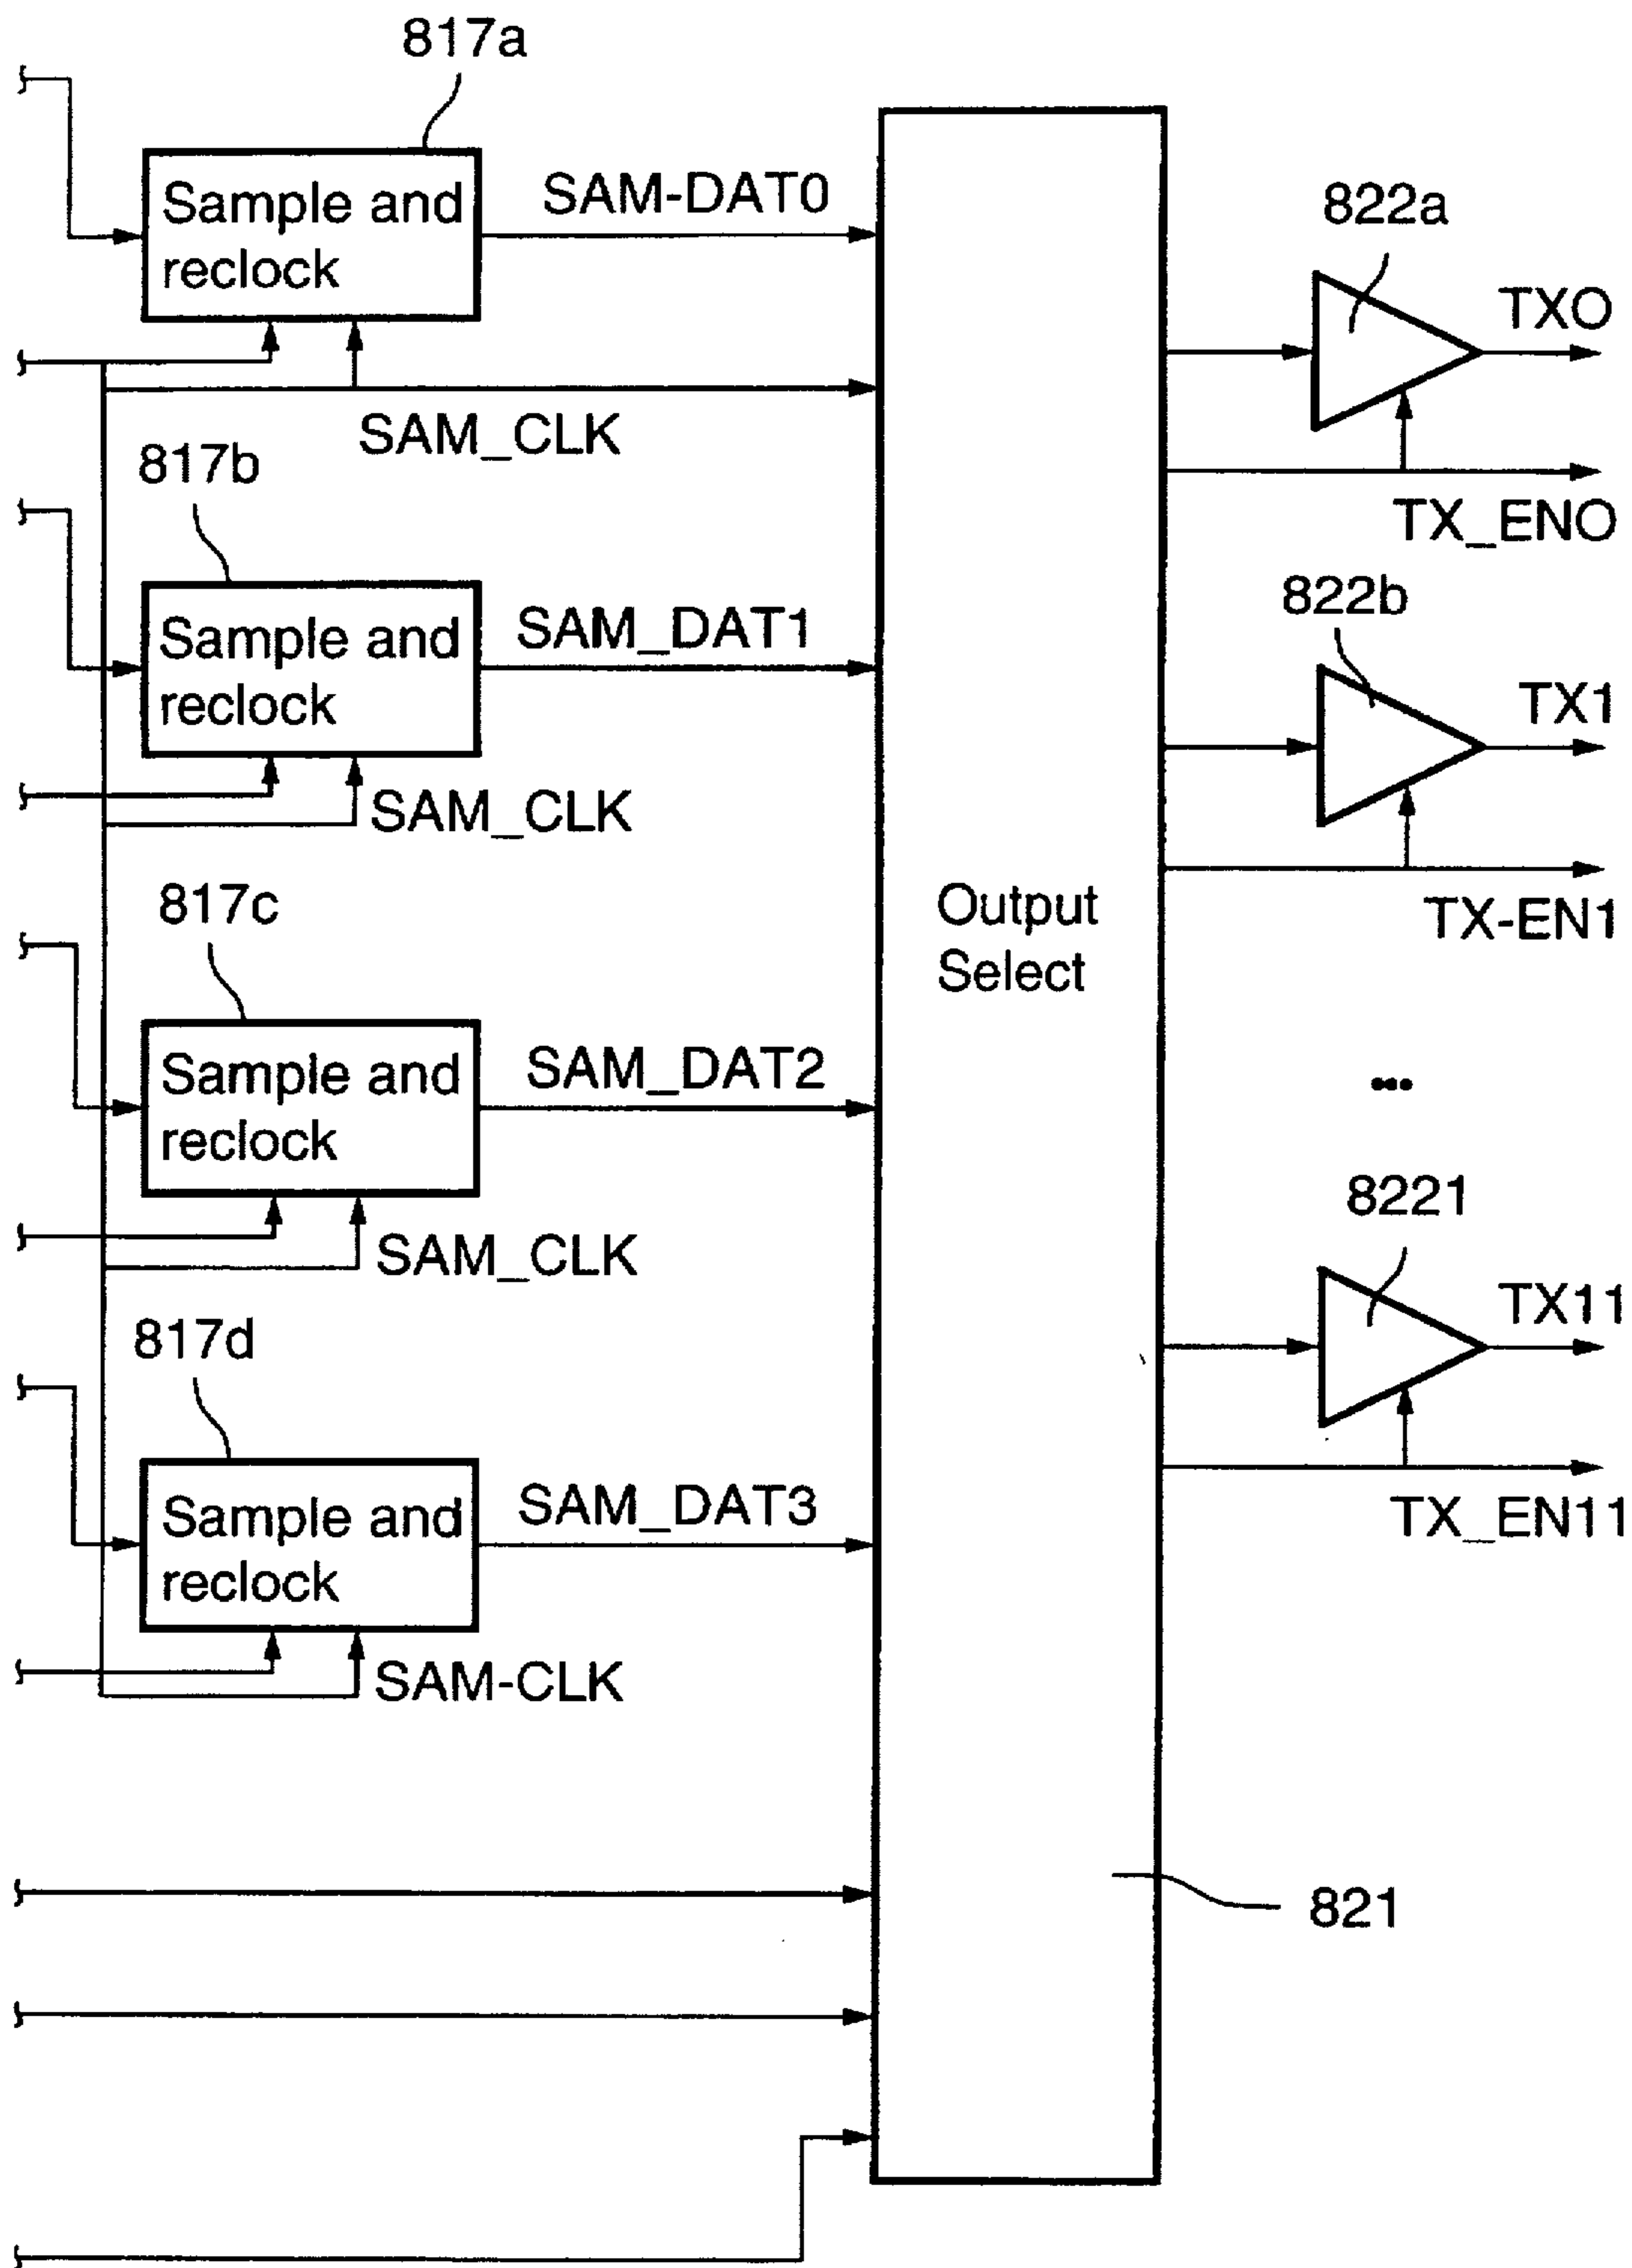 817a
Sample and
reclock
SAM-DAT0
822a
TXO
SAM_CLK
TX_ENO
817b
Sample and
reclock
SAM_DAT1
822b
TX1
SAM_CLK
TX-EN1
817c
Output
Select
Sample and
reclock
SAM_DAT2
...
8221
SAM_CLK
TX11
817d
Sample and
reclock
SAM_DAT3
TX_EN11
SAM-CLK
821